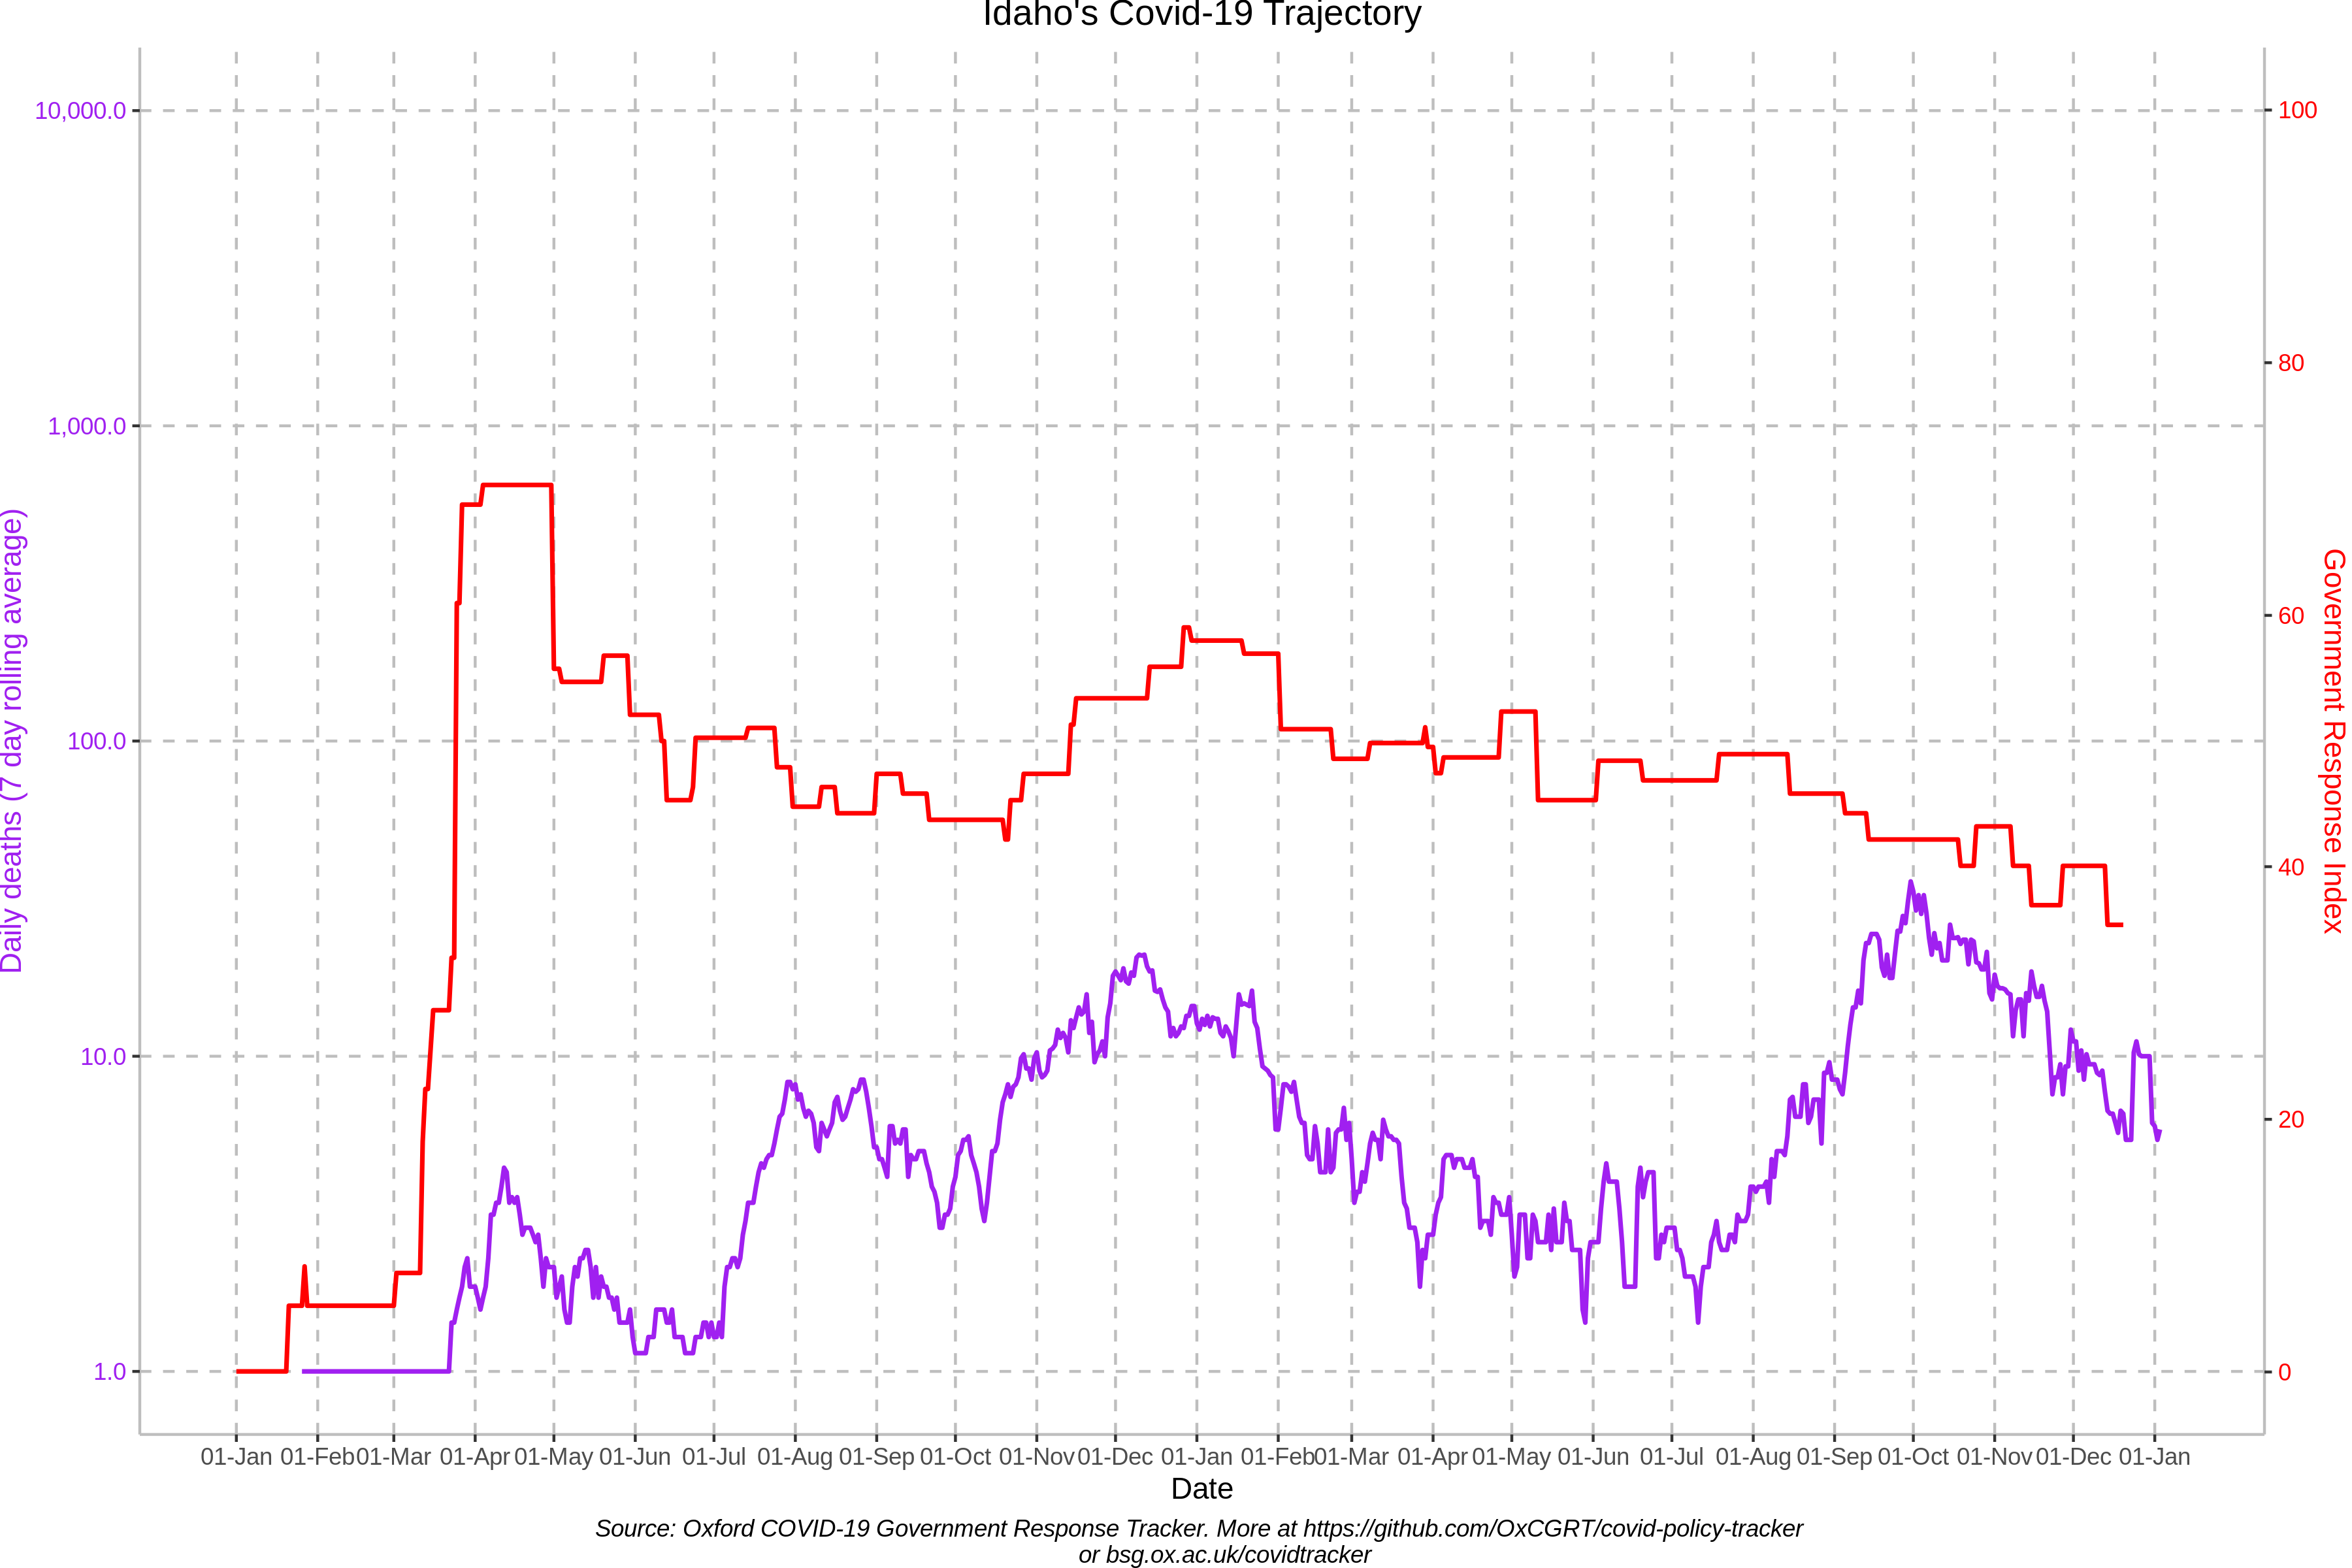 Idaho's Covid-19 Trajectory
10,000.0
1,000.0
100.0
10.0
1.0
Daily deaths (7 day rolling average)
100
80
60
40
20
0
Government Response Index
01-Jan 01-Feb 01-Mar 01-Apr 01-May 01-Jun 01-Jul 01-Aug 01-Sep 01-Oct 01-Nov 01-Dec 01-Jan 01-Feb 01-Mar 01-Apr 01-May 01-Jun 01-Jul 01-Aug 01-Sep 01-Oct 01-Nov 01-Dec 01-Jan
Date
Source: Oxford COVID-19 Government Response Tracker. More at https://github.com/OxCGRT/covid-policy-tracker
or bsg.ox.ac.uk/covidtracker